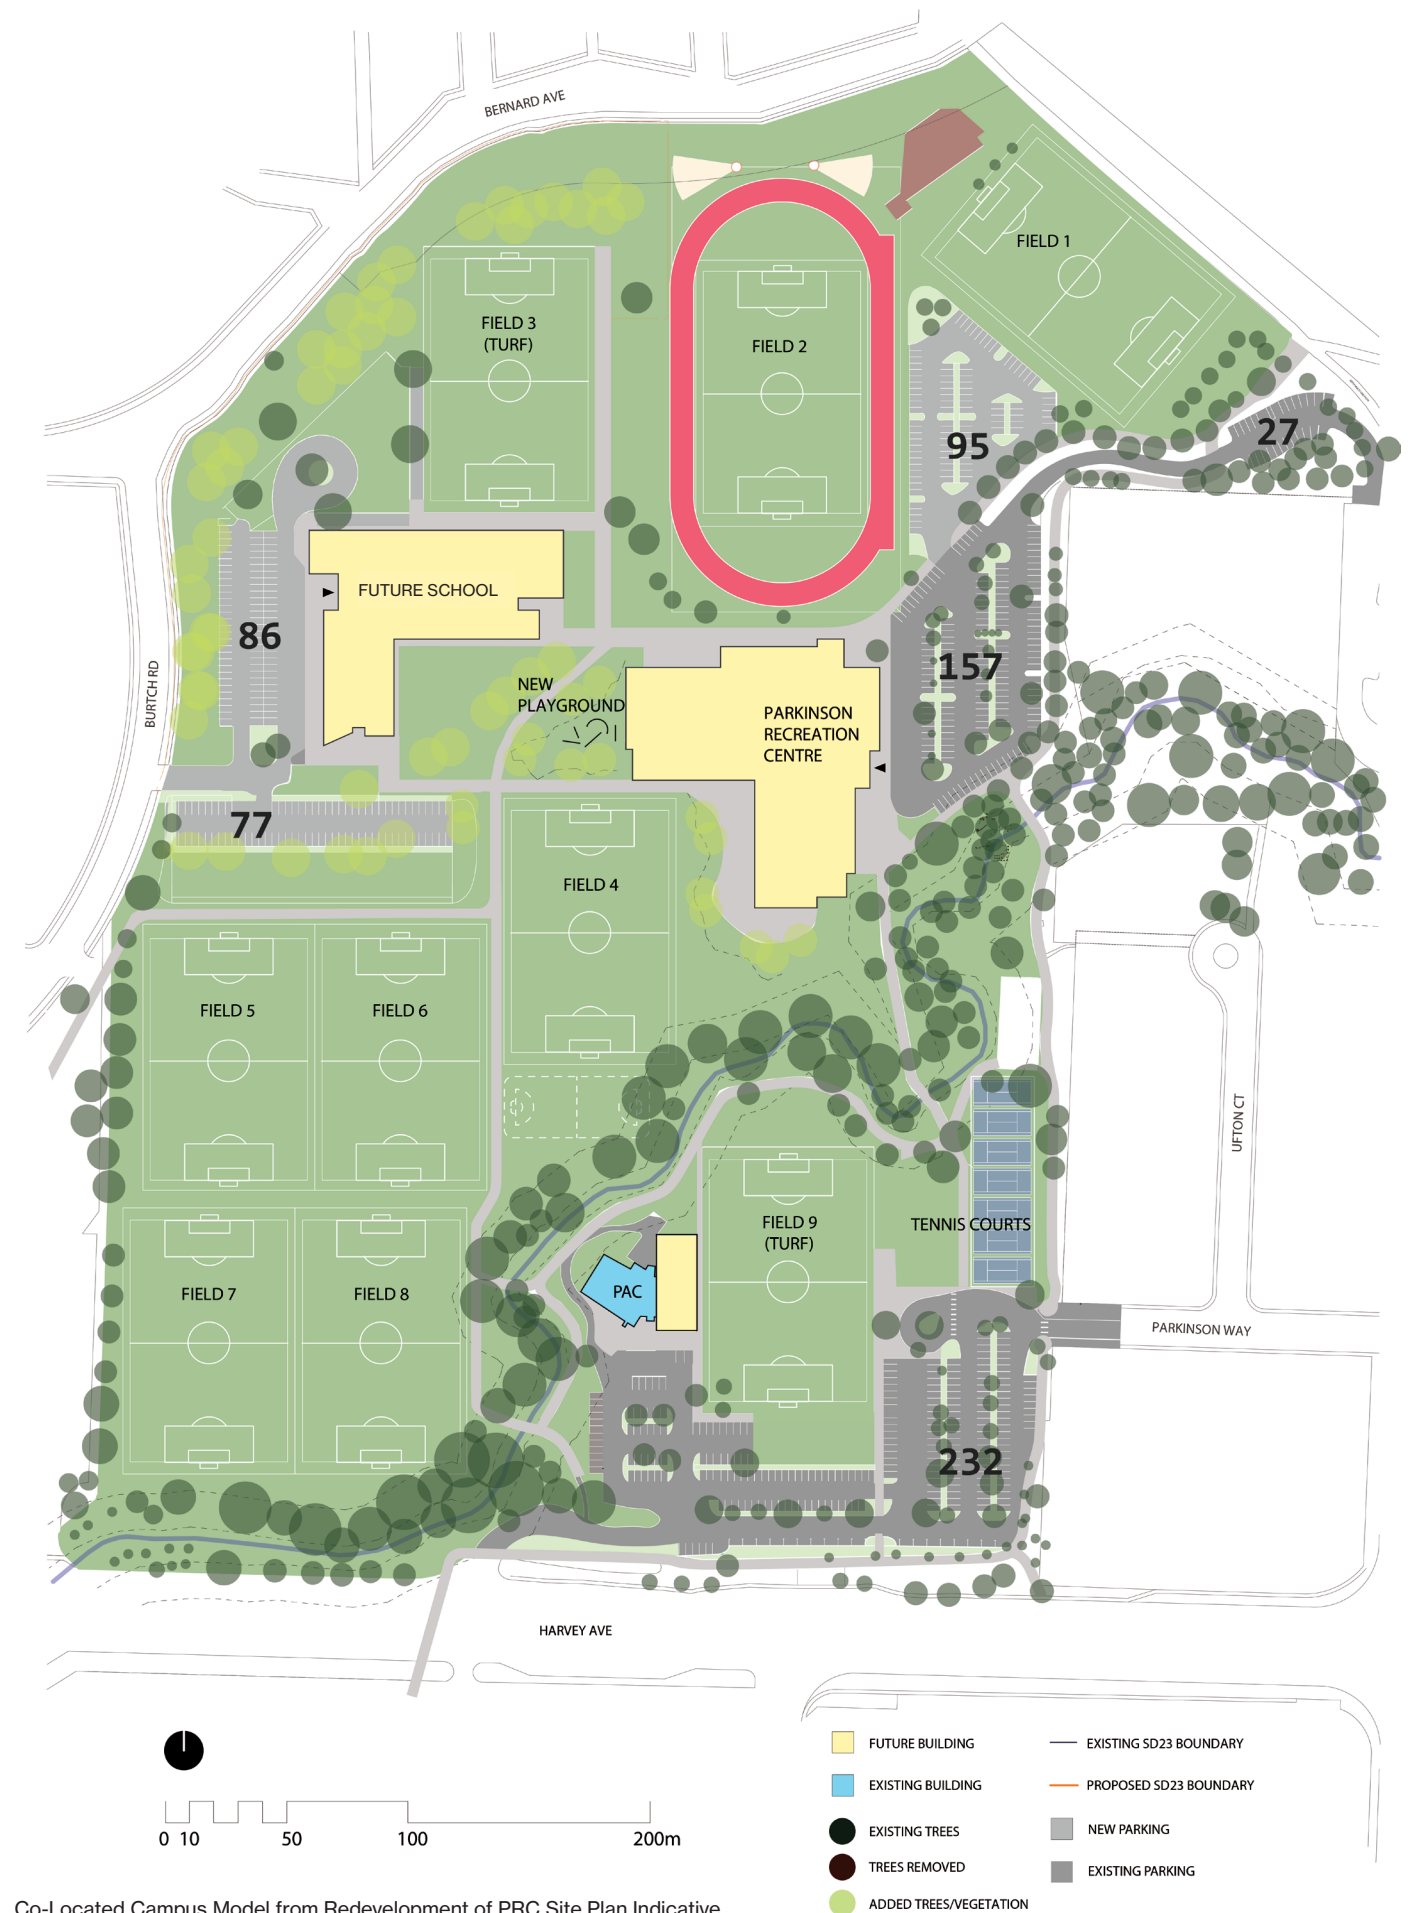 BERNARD AVE
FIELD 1
FIELD 3
(TURF)
FIELD 2
27
95
FUTURE SCHOOL
86
157
BURTCH RD
NEW
PLAYGROUND
PARKINSON
RECREATION
CENTRE
77
FIELD 4
FIELD 5
FIELD 6
UFTON CT
FIELD 9
(TURF)
TENNIS COURTS
FIELD 7
FIELD 8
PAC
PARKINSON WAY
232
HARVEY AVE
FUTURE BUILDING
EXISTING SD23 BOUNDARY
EXISTING BUILDING
PROPOSED SD23 BOUNDARY
EXISTING TREES
NEW PARKING
TREES REMOVED
EXISTING PARKING
ADDED TREES/VEGETATION
0 10 50 100 200m
Co-Located Campus Model from Redevelopment of PRC Site Plan Indicative